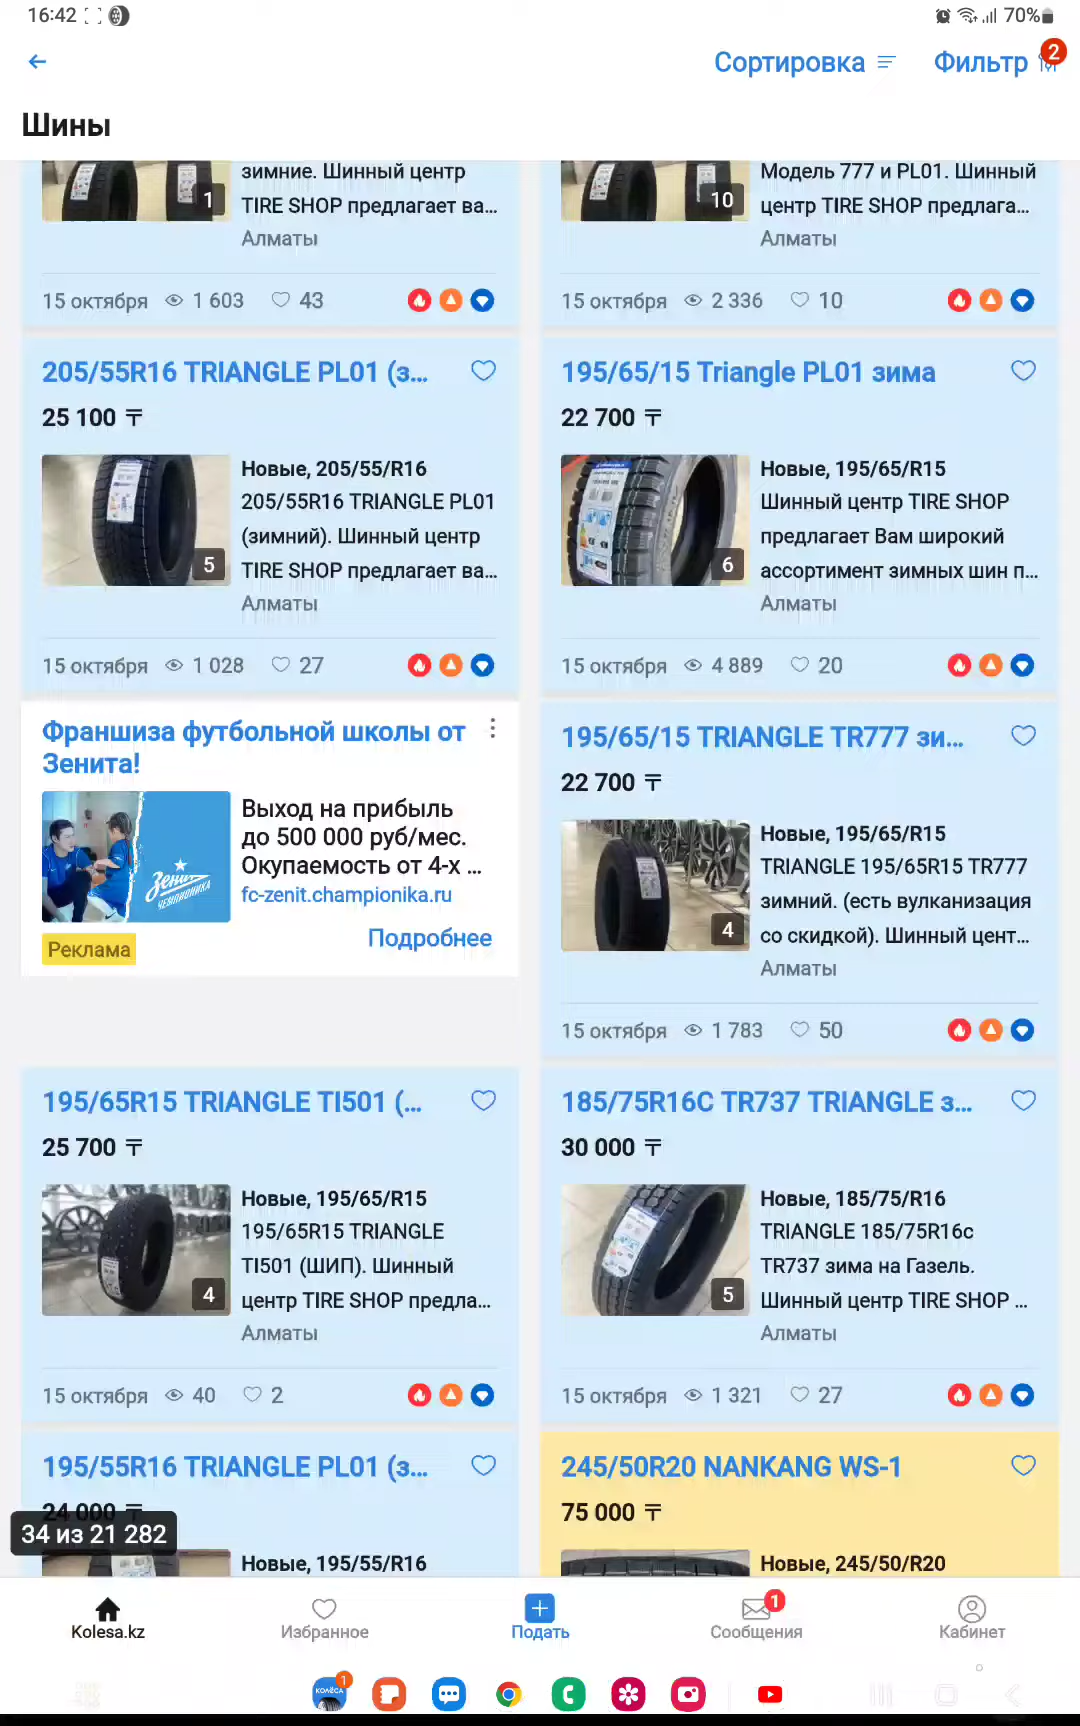 16:42
70%
Сортировка
Фильтр
2
Шины
зимние. Шинный центр
TIRE SHOP предлагает ва...
Алматы
1
15 октября
1 603
43
Модель 777 и PL01. Шинный
центр TIRE SHOP предлага...
Алматы
10
15 октября
2 336
10
205/55R16 TRIANGLE PL01 (з...
25 100 ₸
Новые, 205/55/R16
205/55R16 TRIANGLE PL01
(зимний). Шинный центр
TIRE SHOP предлагает ва...
Алматы
5
15 октября
1 028
27
195/65/15 Triangle PL01 зима
22 700 ₸
Новые, 195/65/R15
Шинный центр TIRE SHOP
предлагает Вам широкий
ассортимент зимных шин п...
Алматы
6
15 октября
4 889
20
Франшиза футбольной школы от
Зенита!
Выход на прибыль
до 500 000 руб/мес.
Окупаемость от 4-х ...
fc-zenit.championika.ru
Зенит
ЧЕМПИОНИКА
Реклама
Подробнее
195/65/15 TRIANGLE TR777 зи...
22 700 ₸
Новые, 195/65/R15
TRIANGLE 195/65R15 TR777
зимний. (есть вулканизация
со скидкой). Шинный цент...
Алматы
4
15 октября
1 783
50
195/65R15 TRIANGLE TI501 (...
25 700 ₸
Новые, 195/65/R15
195/65R15 TRIANGLE
TI501 (ШИП). Шинный
центр TIRE SHOP предла...
Алматы
4
15 октября
40
2
185/75R16C TR737 TRIANGLE з...
30 000 ₸
Новые, 185/75/R16
TRIANGLE 185/75R16c
TR737 зима на Газель.
Шинный центр TIRE SHOP ...
Алматы
5
15 октября
1 321
27
195/55R16 TRIANGLE PL01 (з...
24 000 ₸
34 из 21 282
Новые, 195/55/R16
245/50R20 NANKANG WS-1
75 000 ₸
Новые, 245/50/R20
Kolesa.kz
Избранное
Подать
1
Сообщения
Кабинет
КОЛЁСА
1